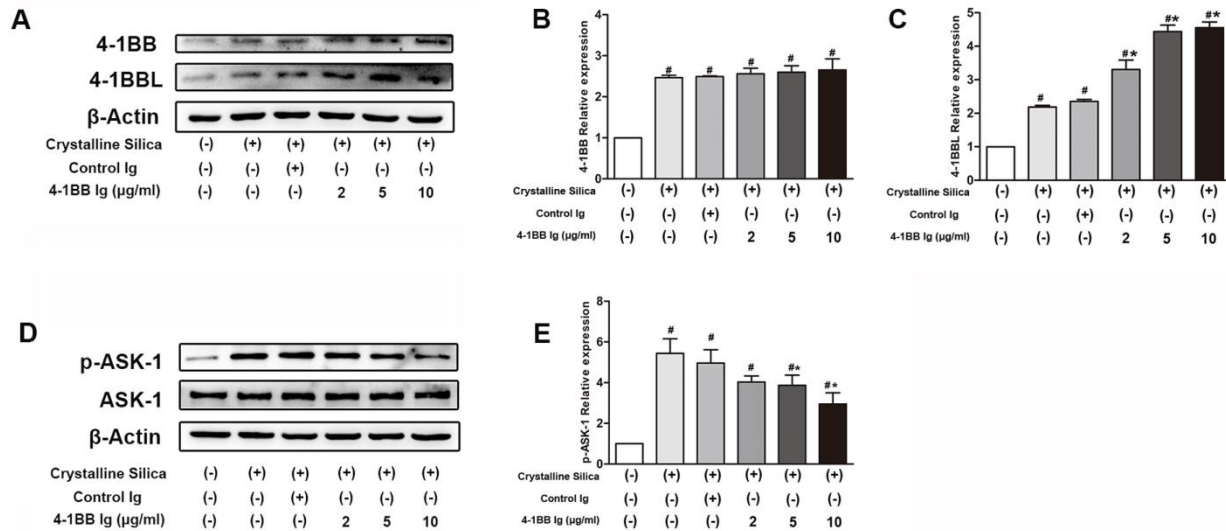 A
4-1BB
4-1BBL
β-Actin
Crystalline Silica (-) (+) (+) (+) (+) (+)
Control Ig (-) (-) (+) (-) (-) (-)
4-1BB Ig (μg/ml) (-) (-) (-) 2 5 10
B
4-1BB Relative expression
4
3
2
1
0
# # # # #
Crystalline Silica (-) (+) (+) (+) (+) (+)
Control Ig (-) (-) (+) (-) (-) (-)
4-1BB Ig (μg/ml) (-) (-) (-) 2 5 10
C
4-1BBL Relative expression
5
4
3
2
1
0
# # #* #* #*
Crystalline Silica (-) (+) (+) (+) (+) (+)
Control Ig (-) (-) (+) (-) (-) (-)
4-1BB Ig (μg/ml) (-) (-) (-) 2 5 10
D
p-ASK-1
ASK-1
β-Actin
Crystalline Silica (-) (+) (+) (+) (+) (+)
Control Ig (-) (-) (+) (-) (-) (-)
4-1BB Ig (μg/ml) (-) (-) (-) 2 5 10
E
p-ASK-1 Relative expression
8
6
4
2
0
# # # #* #*
Crystalline Silica (-) (+) (+) (+) (+) (+)
Control Ig (-) (-) (+) (-) (-) (-)
4-1BB Ig (μg/ml) (-) (-) (-) 2 5 10